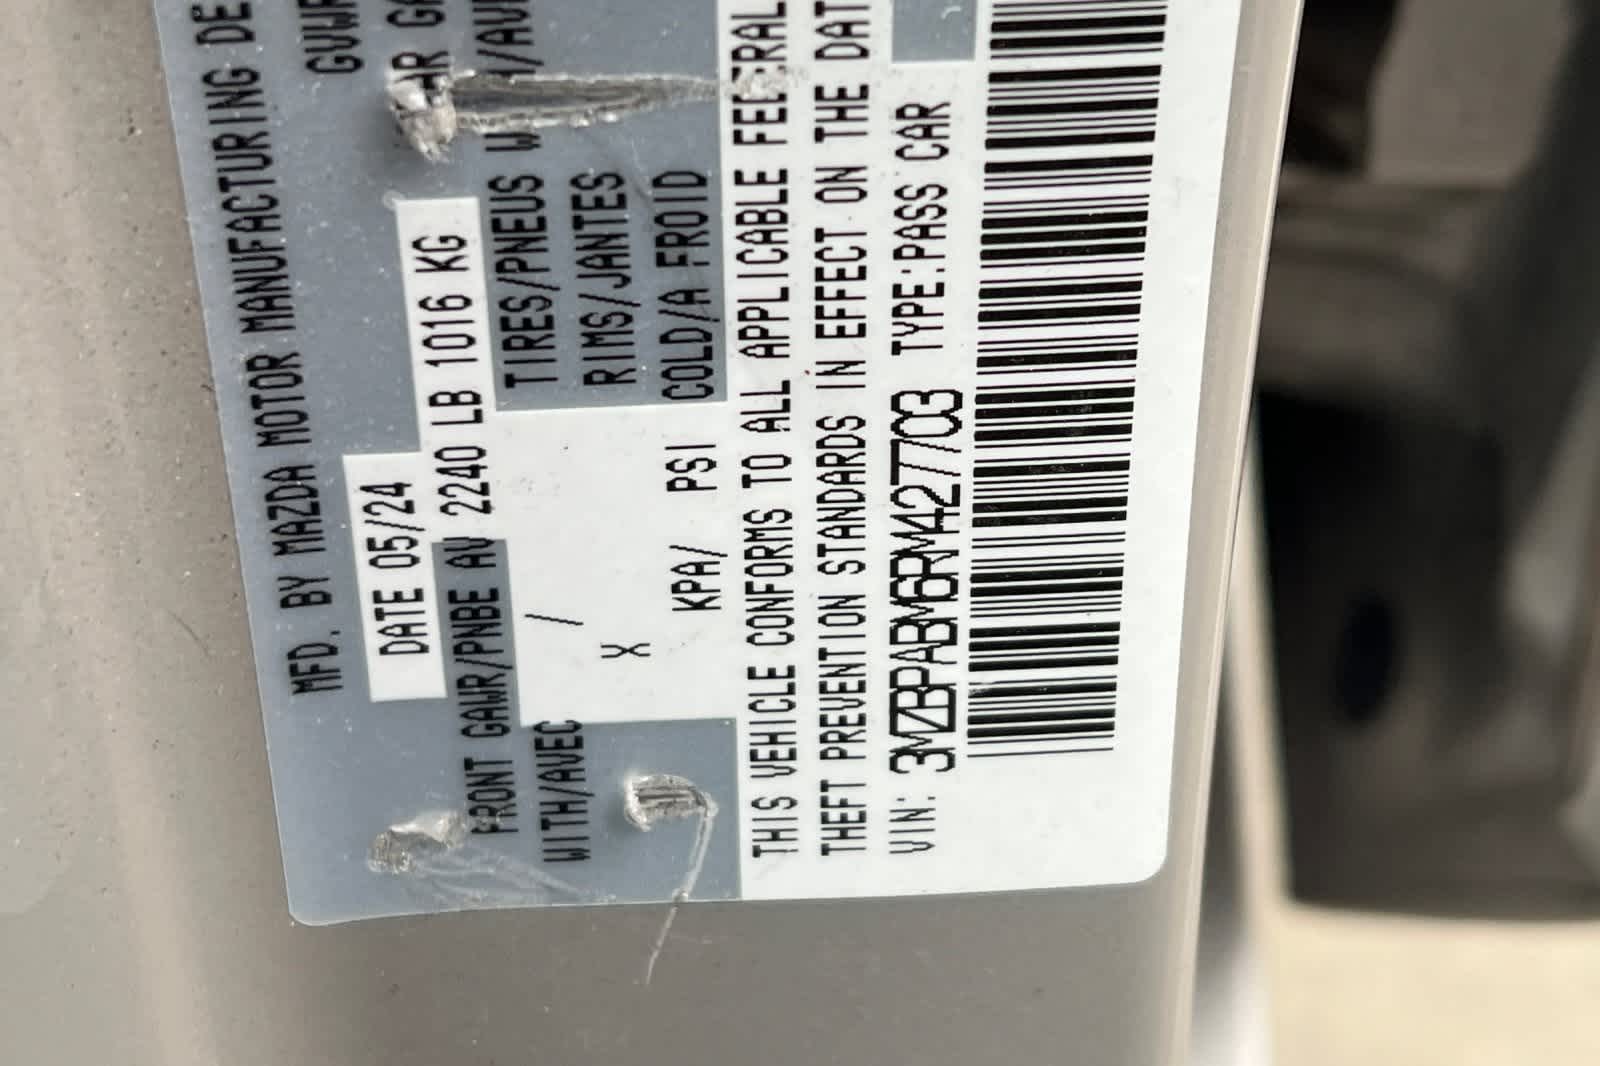 MFD. BY MAZDA MOTOR MANUFACTURING DE
DATE 05/24 GVWR
FRONT GAWR/PNBE AV 2240 LB 1016 KG
WITH/AVEC / TIRES/PNEUS
X RIMS/JANTES
KPA/ PSI COLD/A FROID
THIS VEHICLE CONFORMS TO ALL APPLICABLE FEDERAL
THEFT PREVENTION STANDARDS IN EFFECT ON THE DAT
VIN: 3MZBPABM6RM427703 TYPE:PASS CAR